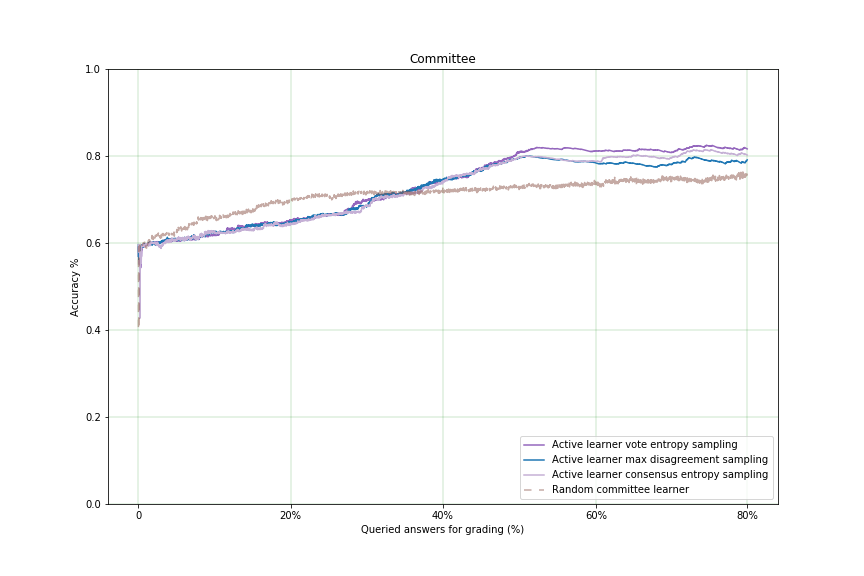 Committee
1.0
0.8
0.6
0.4
0.2
0.0
Accuracy %
0
20%
40%
60%
80%
Queried answers for grading (%)
Active learner vote entropy sampling
Active learner max disagreement sampling
Active learner consensus entropy sampling
Random committee learner